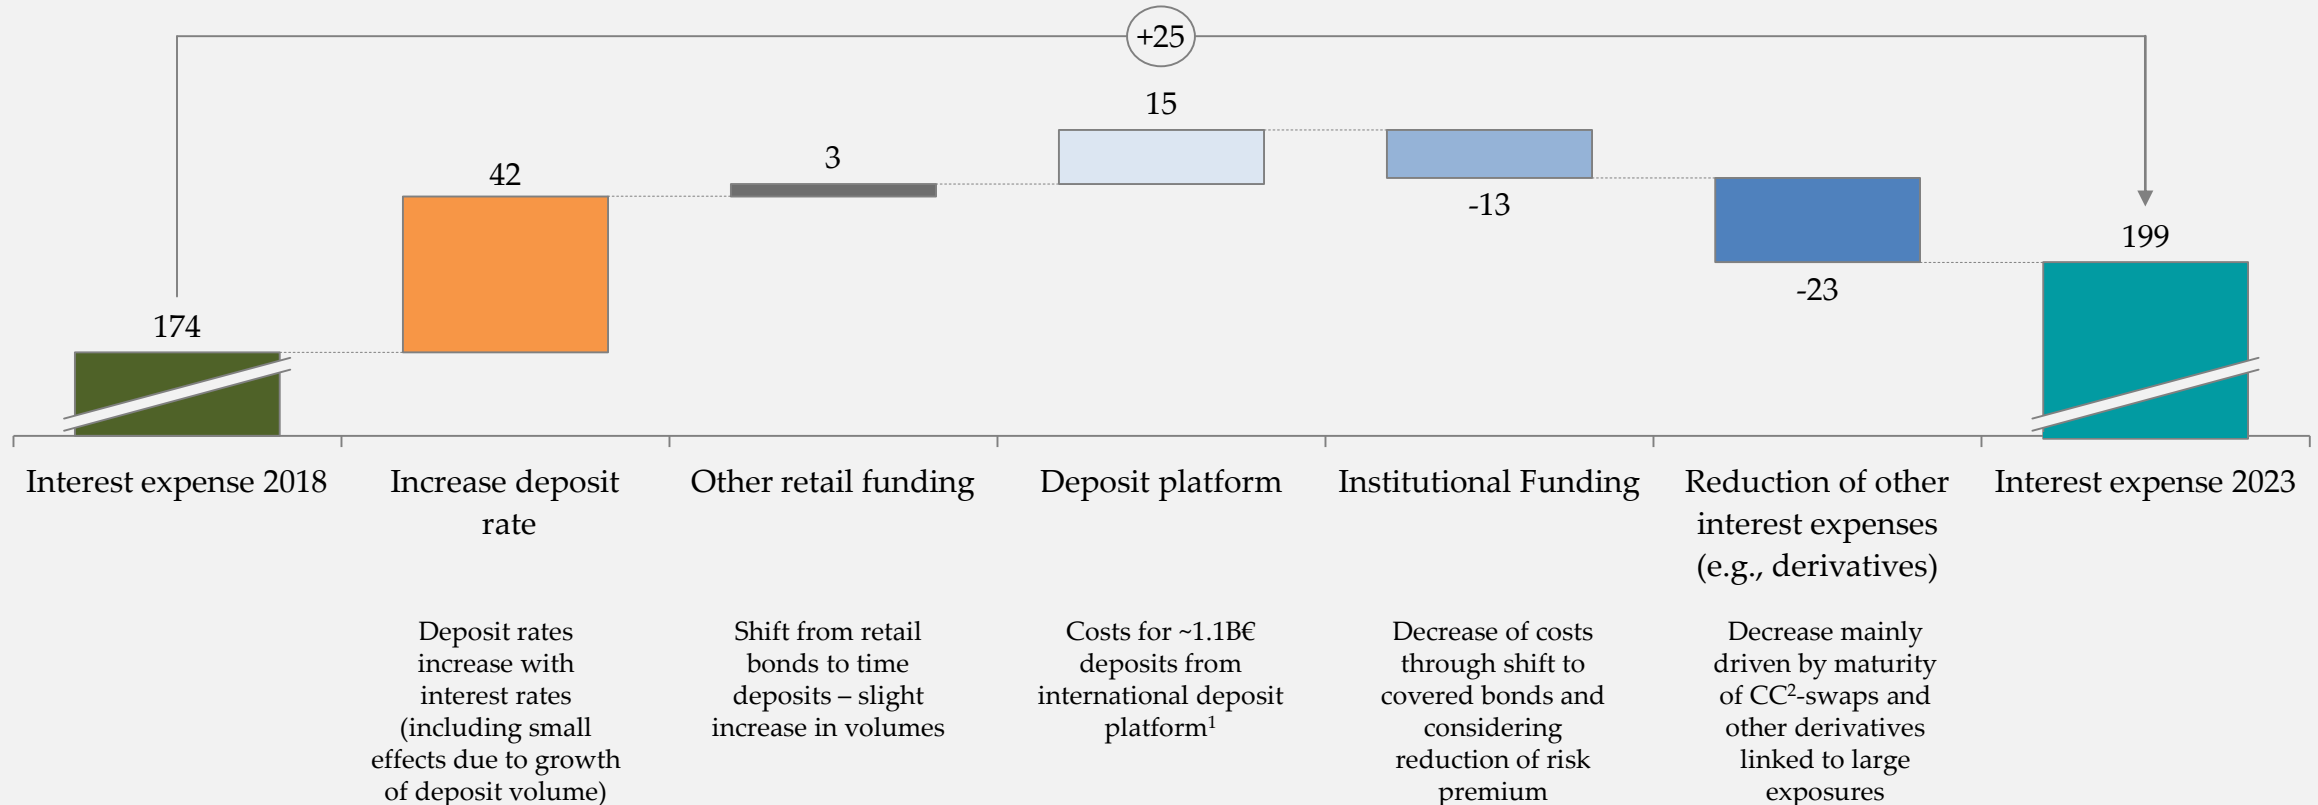 +25
15
3
42
-13
199
-23
174
Interest expense 2018
Increase deposit
rate
Other retail funding
Deposit platform
Institutional Funding
Reduction of other
interest expenses
(e.g., derivatives)
Interest expense 2023
Deposit rates
increase with
interest rates
(including small
effects due to growth
of deposit volume)
Shift from retail
bonds to time
deposits – slight
increase in volumes
Costs for ~1.1B€
deposits from
international deposit
platform¹
Decrease of costs
through shift to
covered bonds and
considering
reduction of risk
premium
Decrease mainly
driven by maturity
of CC²-swaps and
other derivatives
linked to large
exposures